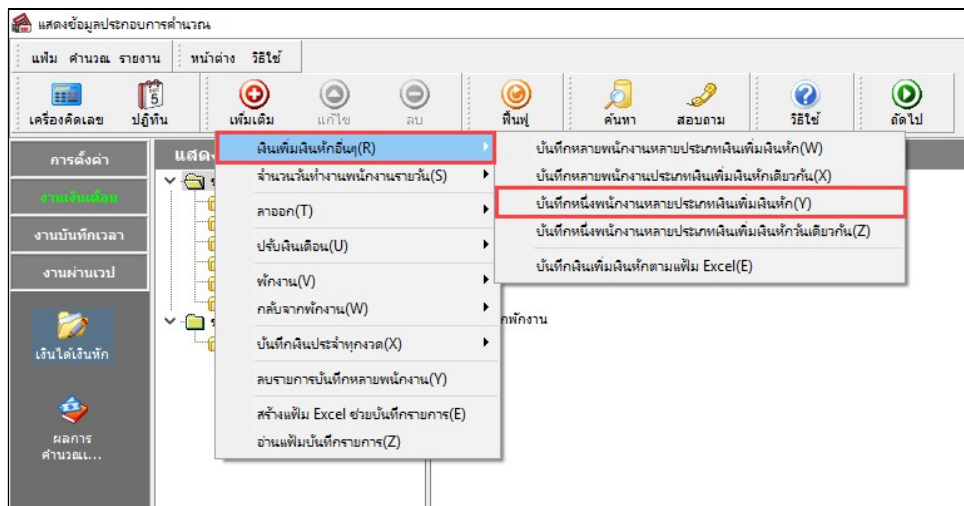 แสดงข้อมูลประกอบการคำนวณ
แฟ้ม คำนวณ รายงาน หน้าต่าง วิธีใช้
เครื่องคิดเลข ปฏิทิน เพิ่มเติม แก้ไข ลบ ฟื้นฟู ค้นหา สอบถาม วิธีใช้ ถัดไป
การตั้งค่า
งานเงินเดือน
งานบันทึกเวลา
งานผ่านเวป
เงินได้เงินหัก
ผลการ
คำนวณเ...
เงินเพิ่มเงินหักอื่นๆ(R)
จำนวนวันทำงานพนักงานรายวัน(S)
ลาออก(T)
ปรับเงินเดือน(U)
พักงาน(V)
กลับจากพักงาน(W)
บันทึกเงินประจำทุกงวด(X)
ลบรายการบันทึกหลายพนักงาน(Y)
สร้างแฟ้ม Excel ช่วยบันทึกรายการ(E)
อ่านแฟ้มบันทึกรายการ(Z)
บันทึกหลายพนักงานหลายประเภทเงินเพิ่มเงินหัก(W)
บันทึกหลายพนักงานประเภทเงินเพิ่มเงินหักเดียวกัน(X)
บันทึกหนึ่งพนักงานหลายประเภทเงินเพิ่มเงินหัก(Y)
บันทึกหนึ่งพนักงานหลายประเภทเงินเพิ่มเงินหักวันเดียวกัน(Z)
บันทึกเงินเพิ่มเงินหักตามแฟ้ม Excel(E)